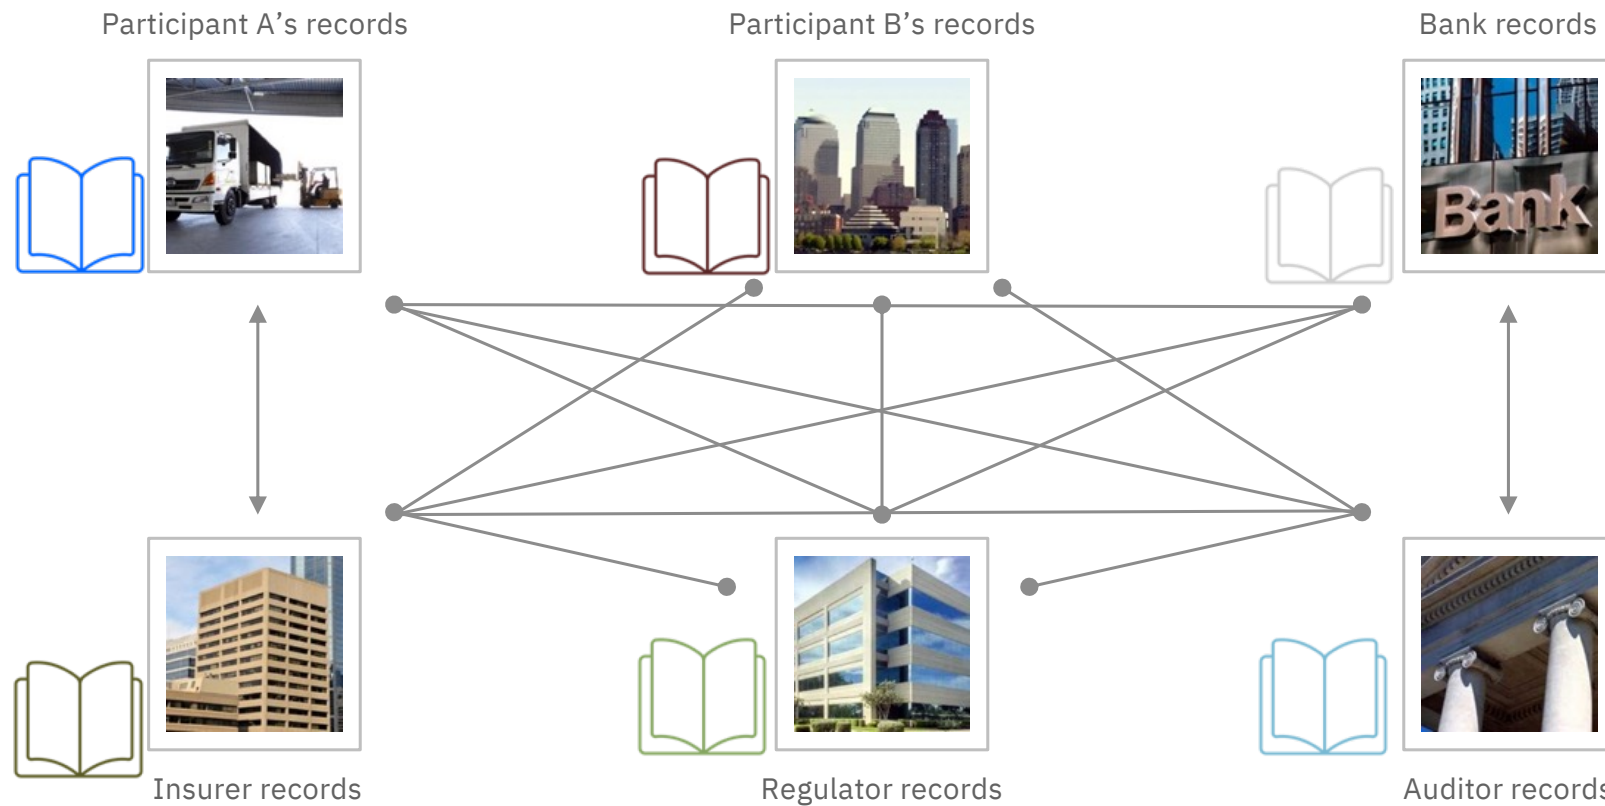 Participant A’s records
Participant B’s records
Bank records
Bank
Insurer records
Regulator records
Auditor records